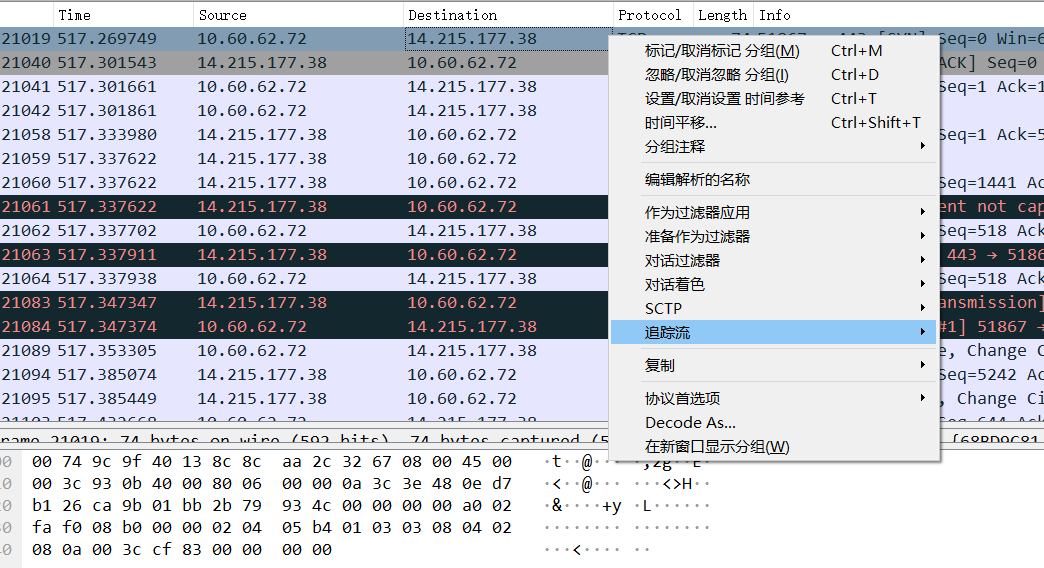 Time Source Destination Protocol Length Info
21019 517.269749 10.60.62.72 14.215.177.38 Seq=0 Win=6
21040 517.301543 14.215.177.38 10.60.62.72 ACK] Seq=0
21041 517.301661 10.60.62.72 14.215.177.38 Seq=1 Ack=1
21042 517.301861 10.60.62.72 14.215.177.38
21058 517.333980 14.215.177.38 10.60.62.72 Seq=1 Ack=5
21059 517.337622 14.215.177.38 10.60.62.72
21060 517.337622 14.215.177.38 10.60.62.72 Seq=1441 Ac
21061 517.337622 14.215.177.38 10.60.62.72 ent not cap
21062 517.337702 10.60.62.72 14.215.177.38 Seq=518 Ack
21063 517.337911 14.215.177.38 10.60.62.72 443 → 5186
21064 517.337938 10.60.62.72 14.215.177.38 Seq=518 Ack
21083 517.347347 14.215.177.38 10.60.62.72 ansmission]
21084 517.347374 10.60.62.72 14.215.177.38 #1] 51867 →
21089 517.353305 10.60.62.72 14.215.177.38 e, Change C
21094 517.385074 14.215.177.38 10.60.62.72 Seq=5242 Ac
21095 517.385449 14.215.177.38 10.60.62.72 , Change Ci
标记/取消标记 分组(M) Ctrl+M
忽略/取消忽略 分组(I) Ctrl+D
设置/取消设置 时间参考 Ctrl+T
时间平移... Ctrl+Shift+T
分组注释
编辑解析的名称
作为过滤器应用
准备作为过滤器
对话过滤器
对话着色
SCTP
追踪流
复制
协议首选项
Decode As...
在新窗口显示分组(W)
rame 21019: 74 bytes on wire (592 bits), 74 bytes captured (5
00 00 74 9c 9f 40 13 8c 8c aa 2c 32 67 08 00 45 00 ·t··@··· ·,2g··E·
10 00 3c 93 0b 40 00 80 06 00 00 0a 3c 3e 48 0e d7 ·<··@··· ···<>H··
20 b1 26 ca 9b 01 bb 2b 79 93 4c 00 00 00 00 a0 02 ·&····+y ·L······
30 fa f0 08 b0 00 00 02 04 05 b4 01 03 03 08 04 02 ········ ········
40 08 0a 00 3c cf 83 00 00 00 00 ···<···· ··